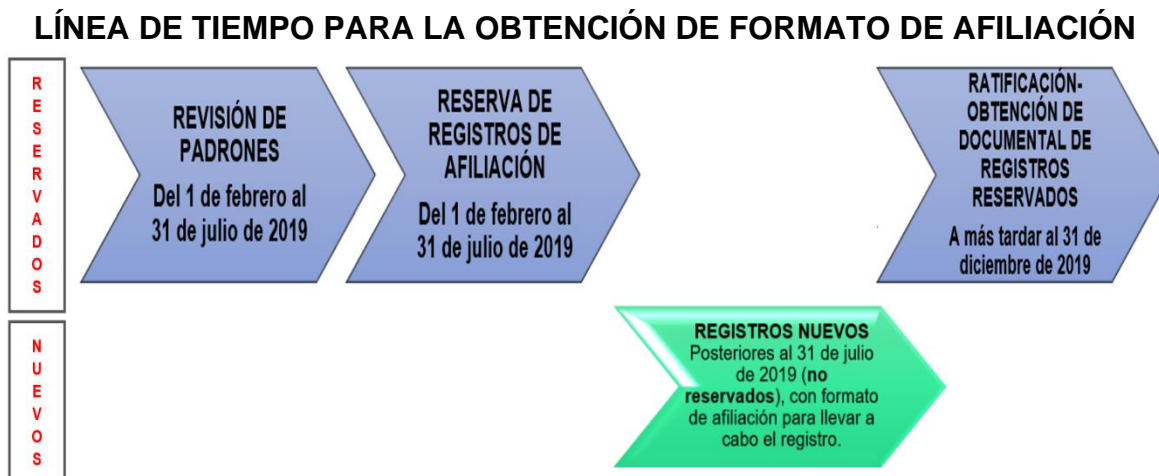 LÍNEA DE TIEMPO PARA LA OBTENCIÓN DE FORMATO DE AFILIACIÓN
RESERVADOS
REVISIÓN DE
PADRONES
Del 1 de febrero al
31 de julio de 2019
RESERVA DE
REGISTROS DE
AFILIACIÓN
Del 1 de febrero al
31 de julio de 2019
RATIFICACIÓN-
OBTENCIÓN DE
DOCUMENTAL DE
REGISTROS
RESERVADOS
A más tardar al 31 de
diciembre de 2019
NUEVOS
REGISTROS NUEVOS
Posteriores al 31 de julio
de 2019 (no
reservados), con formato
de afiliación para llevar a
cabo el registro.